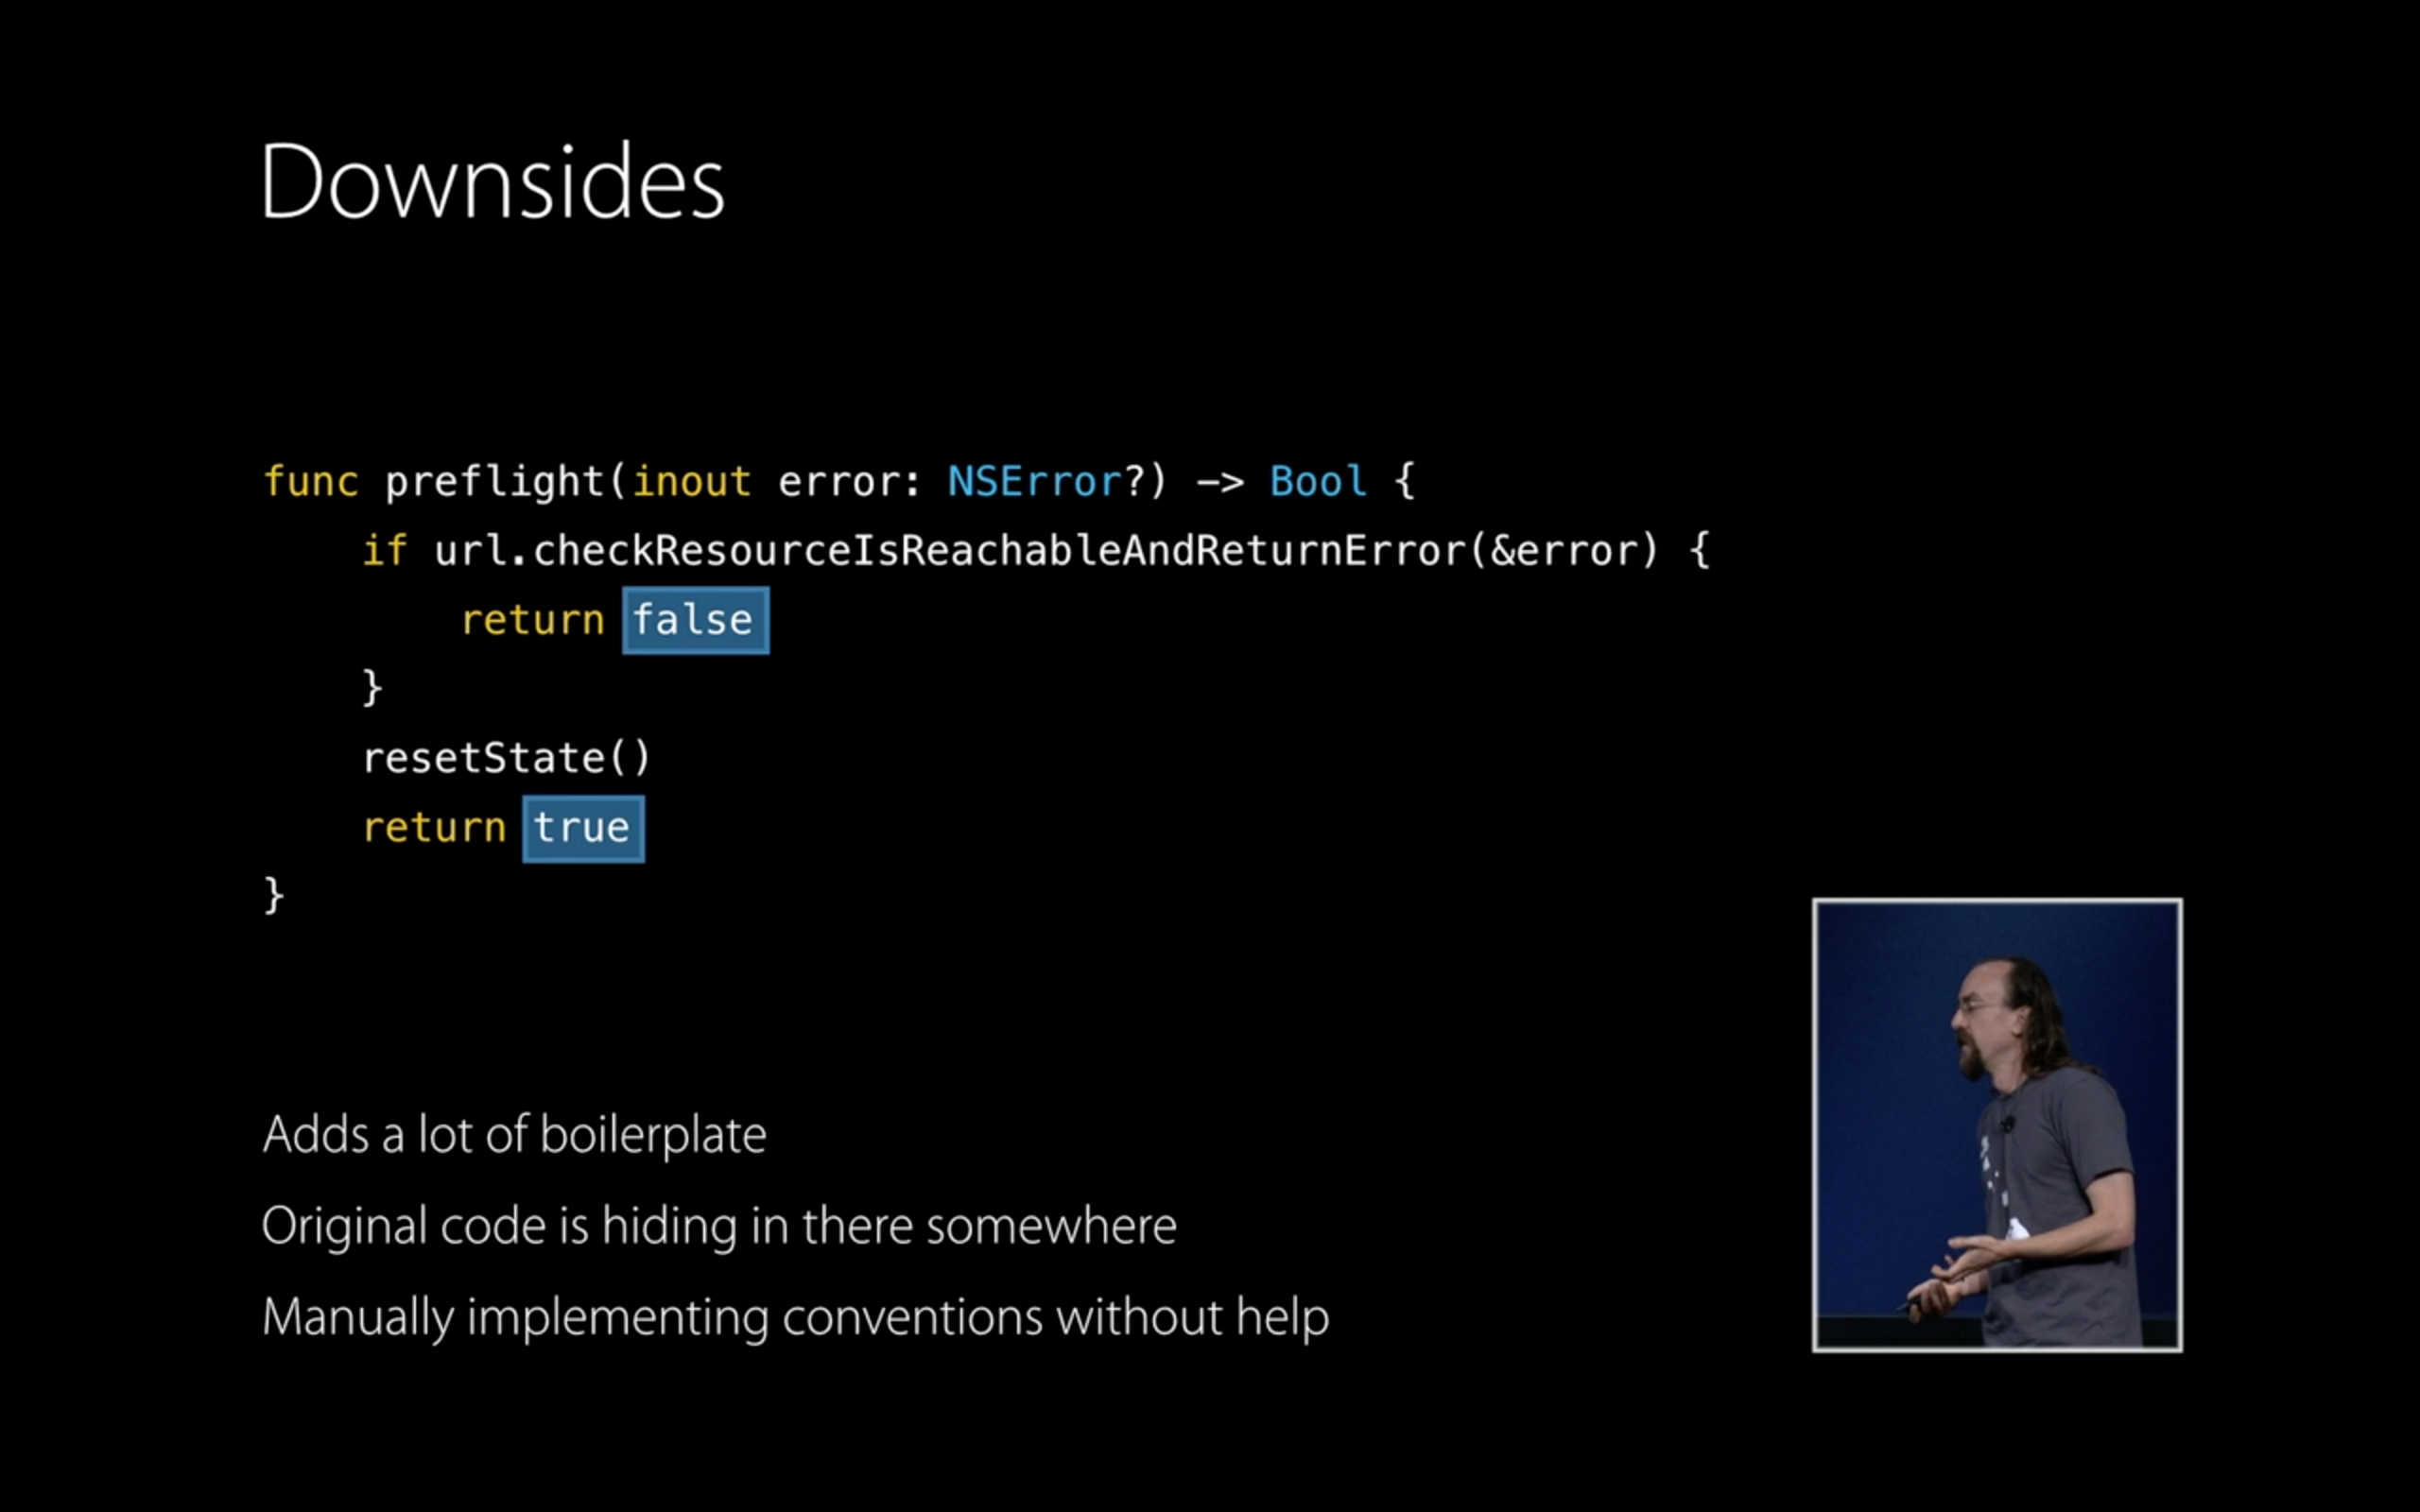 Downsides
func preflight(inout error: NSError?) -> Bool {
if url.checkResourceIsReachableAndReturnError(&error) {
return false
}
resetState()
return true
}
Adds a lot of boilerplate
Original code is hiding in there somewhere
Manually implementing conventions without help